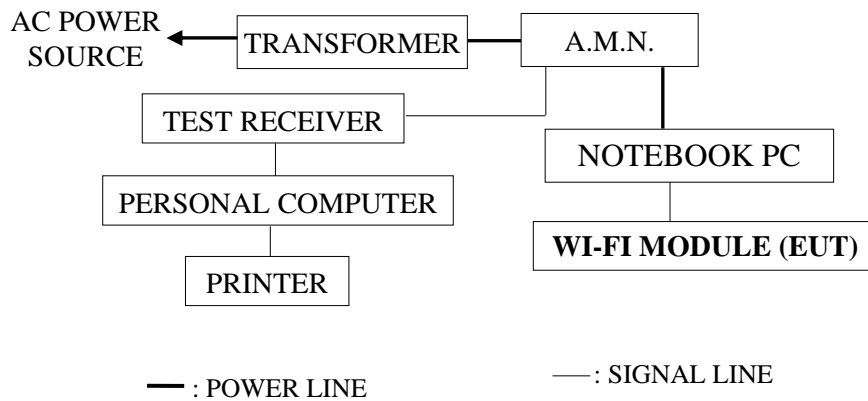 AC POWER
SOURCE
TRANSFORMER
A.M.N.
TEST RECEIVER
NOTEBOOK PC
PERSONAL COMPUTER
WI-FI MODULE (EUT)
PRINTER
: POWER LINE
: SIGNAL LINE